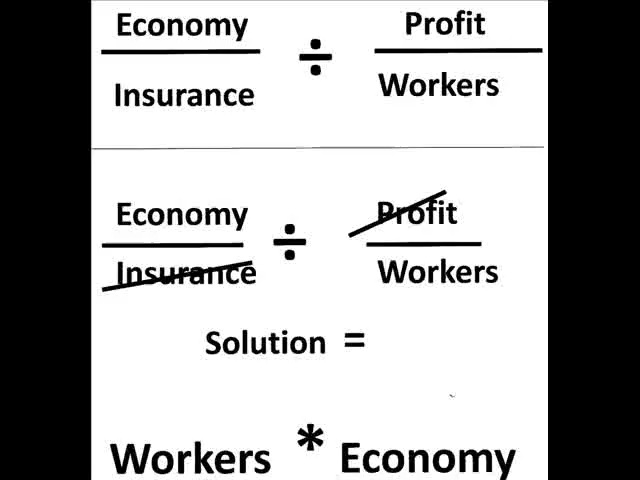 Economy ÷ Profit
Insurance Workers
Economy ÷ Profit
Insurance Workers
Solution =
Workers * Economy